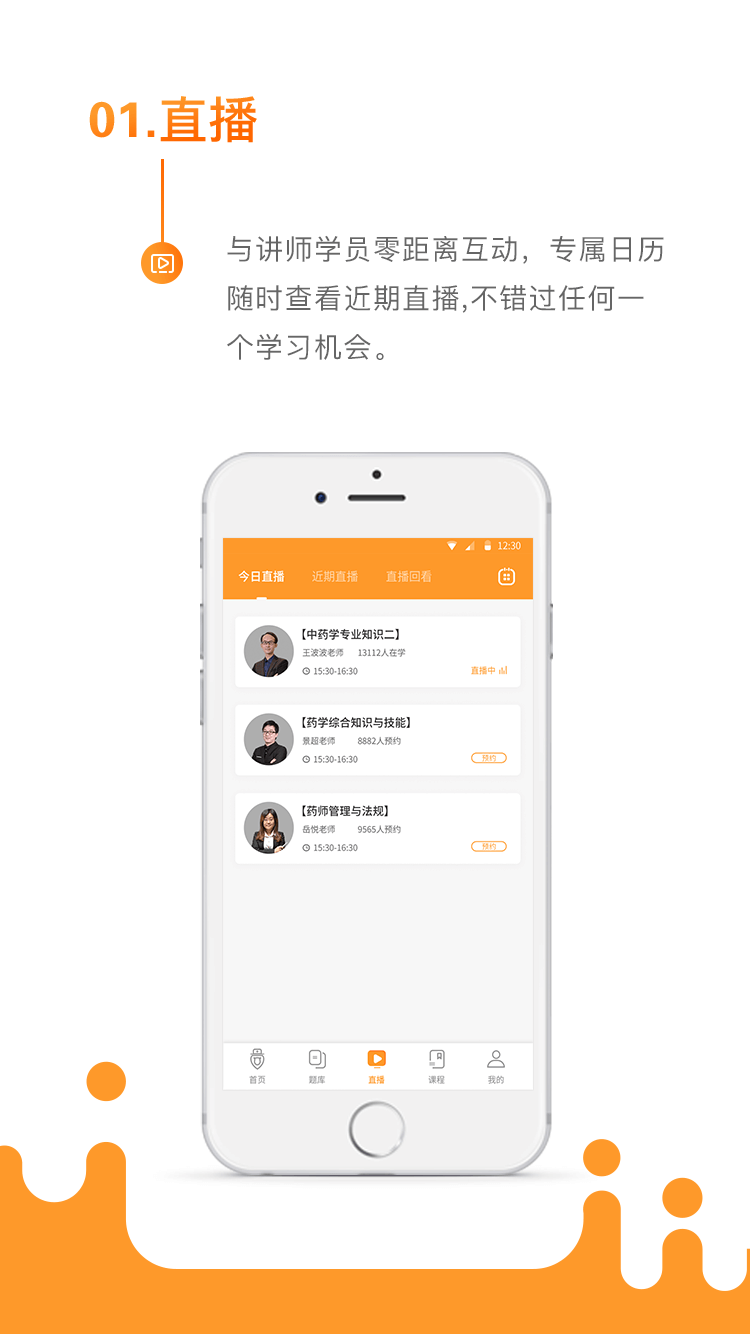 01.直播
与讲师学员零距离互动，专属日历
随时查看近期直播,不错过任何一
个学习机会。
12:30
今日直播 近期直播 直播回看
【中药学专业知识二】
王波波老师 13112人在学
15:30-16:30 直播中
【药学综合知识与技能】
景超老师 8882人预约
15:30-16:30 预约
【药师管理与法规】
岳悦老师 9565人预约
15:30-16:30 预约
首页 题库 直播 课程 我的